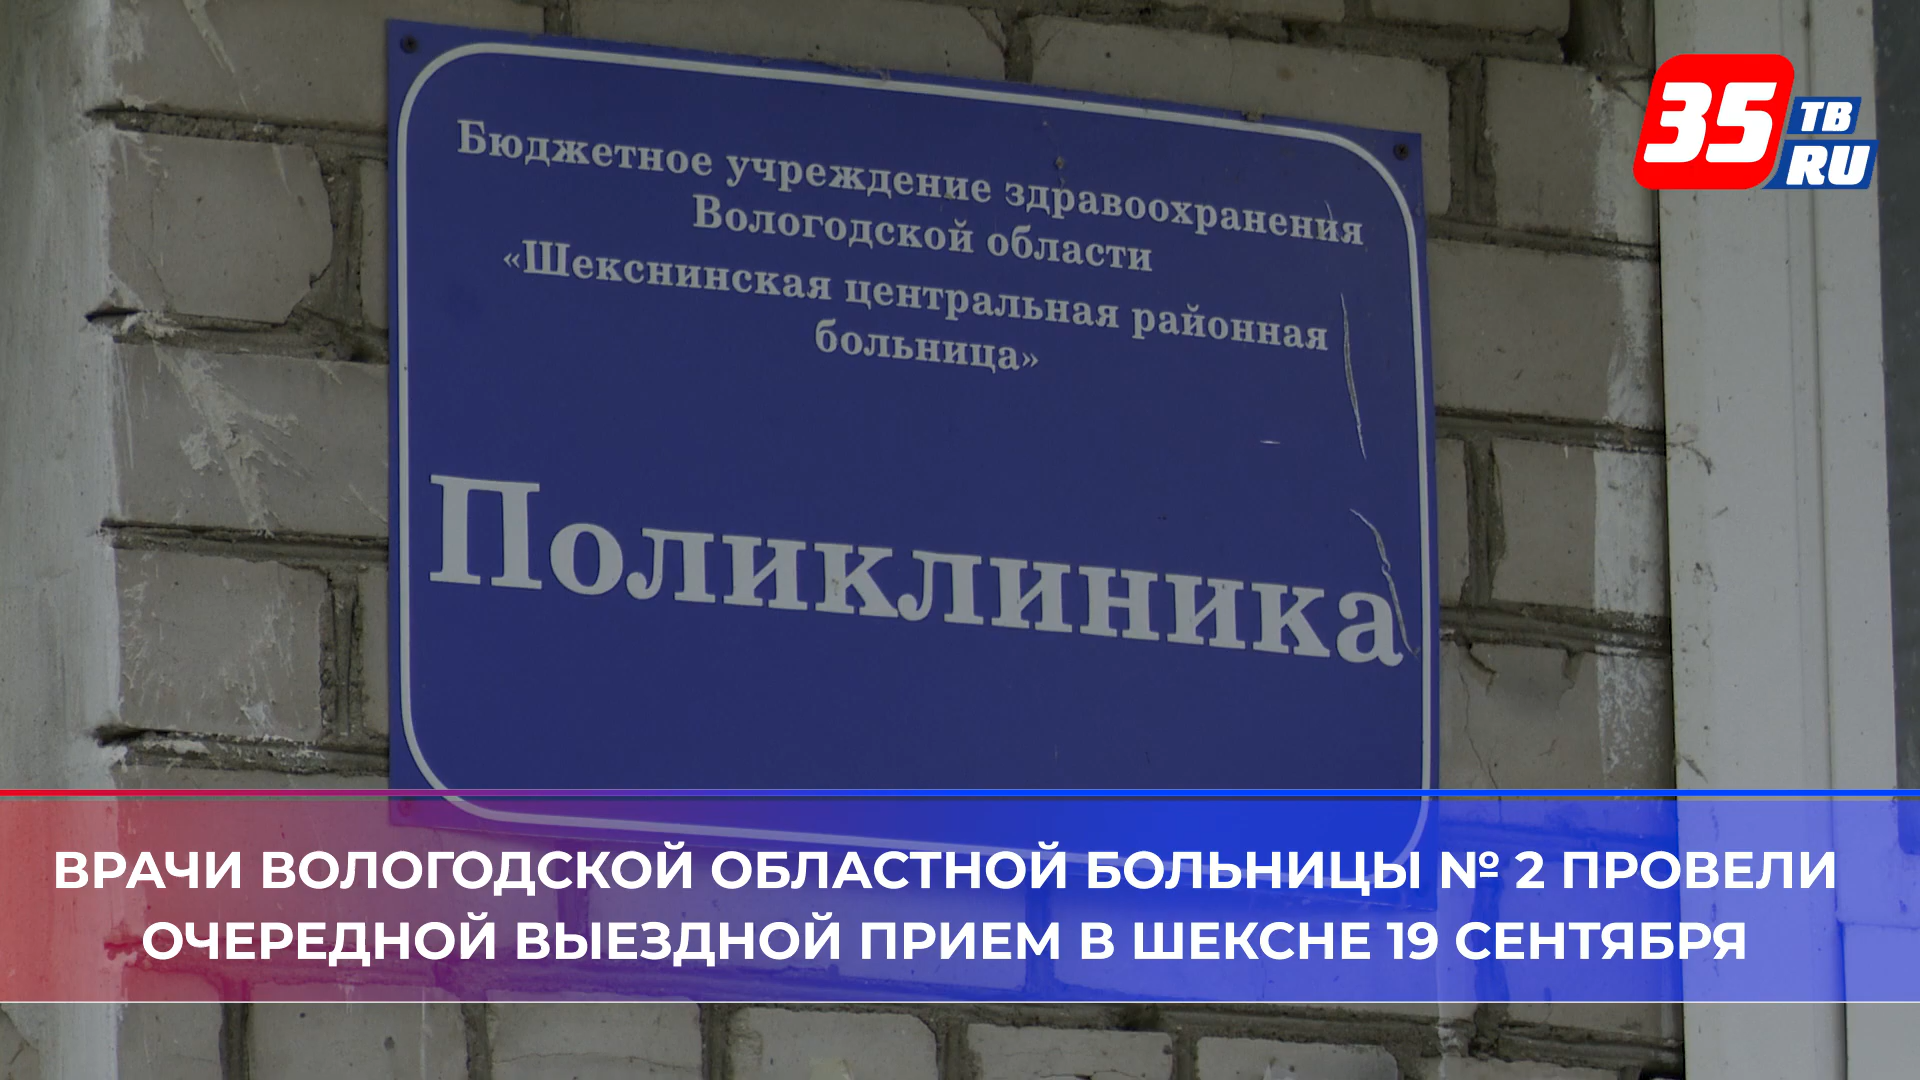 35
ТВ
RU
Бюджетное учреждение здравоохранения
Вологодской области
«Шекснинская центральная районная
больница»
Поликлиника
ВРАЧИ ВОЛОГОДСКОЙ ОБЛАСТНОЙ БОЛЬНИЦЫ № 2 ПРОВЕЛИ
ОЧЕРЕДНОЙ ВЫЕЗДНОЙ ПРИЕМ В ШЕКСНЕ 19 СЕНТЯБРЯ